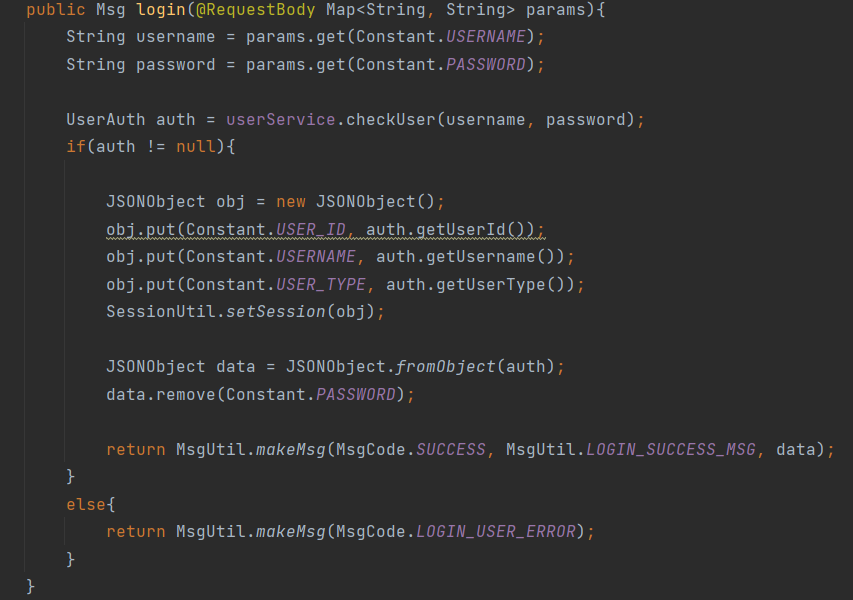 public Msg login(@RequestBody Map<String, String> params){
String username = params.get(Constant.USERNAME);
String password = params.get(Constant.PASSWORD);
UserAuth auth = userService.checkUser(username, password);
if(auth != null){
JSONObject obj = new JSONObject();
obj.put(Constant.USER_ID, auth.getUserId());
obj.put(Constant.USERNAME, auth.getUsername());
obj.put(Constant.USER_TYPE, auth.getUserType());
SessionUtil.setSession(obj);
JSONObject data = JSONObject.fromObject(auth);
data.remove(Constant.PASSWORD);
return MsgUtil.makeMsg(MsgCode.SUCCESS, MsgUtil.LOGIN_SUCCESS_MSG, data);
}
else{
return MsgUtil.makeMsg(MsgCode.LOGIN_USER_ERROR);
}
}